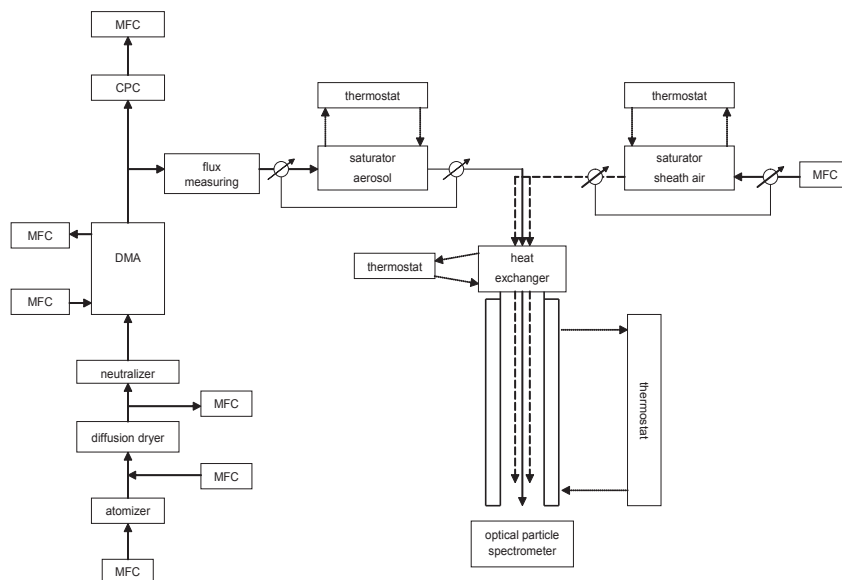 MFC
CPC
thermostat
thermostat
flux
measuring
saturator
aerosol
saturator
sheath air
MFC
MFC
DMA
heat
exchanger
thermostat
MFC
thermostat
neutralizer
MFC
diffusion dryer
MFC
atomizer
optical particle
spectrometer
MFC